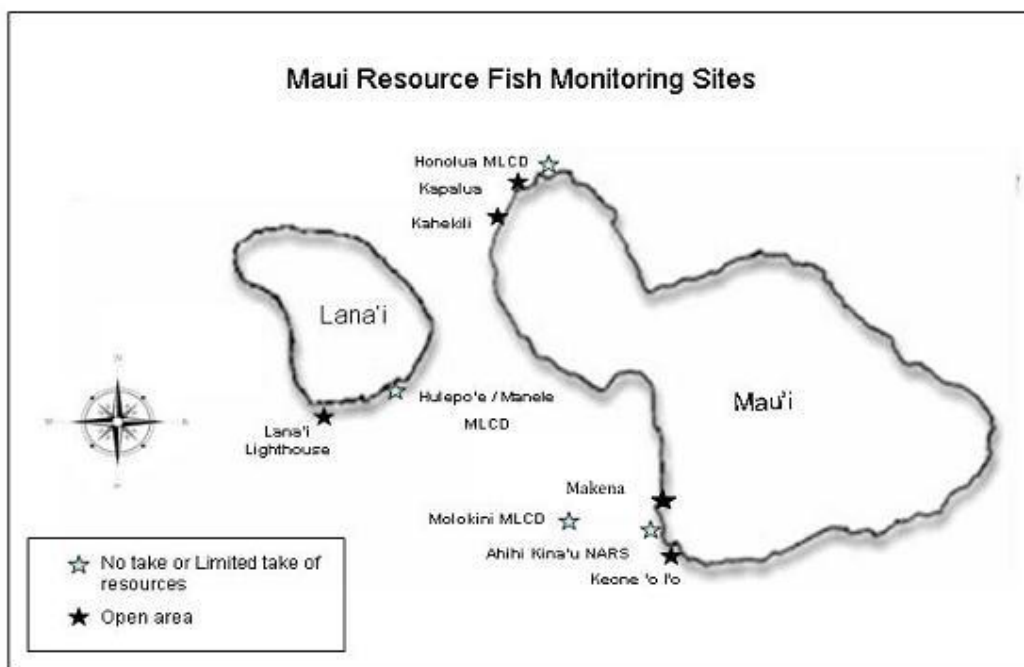 Maui Resource Fish Monitoring Sites
Honolua MLCD
Kapalua
Kahekili
Lana'i
Hulepo'e / Manele
MLCD
Lana'i
Lighthouse
Mau'i
Makena
Molokini MLCD
Ahihi Kina'u NARS
Keone 'o I'o
No take or Limited take of
resources
Open area